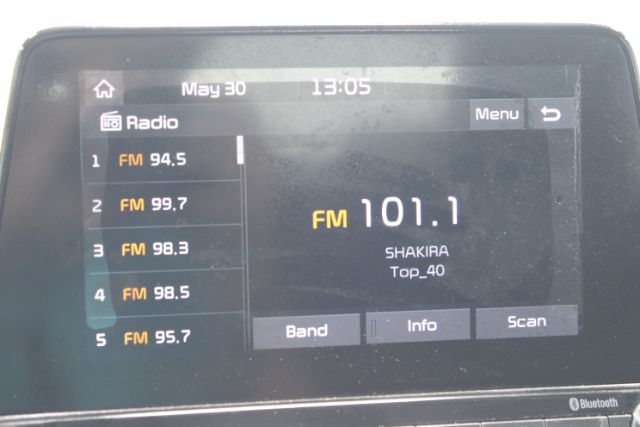 May 30 13:05
Radio Menu
1 FM 94.5
2 FM 99.7
3 FM 98.3
4 FM 98.5
5 FM 95.7
FM 101.1
SHAKIRA
Top_40
Band Info Scan
Bluetooth